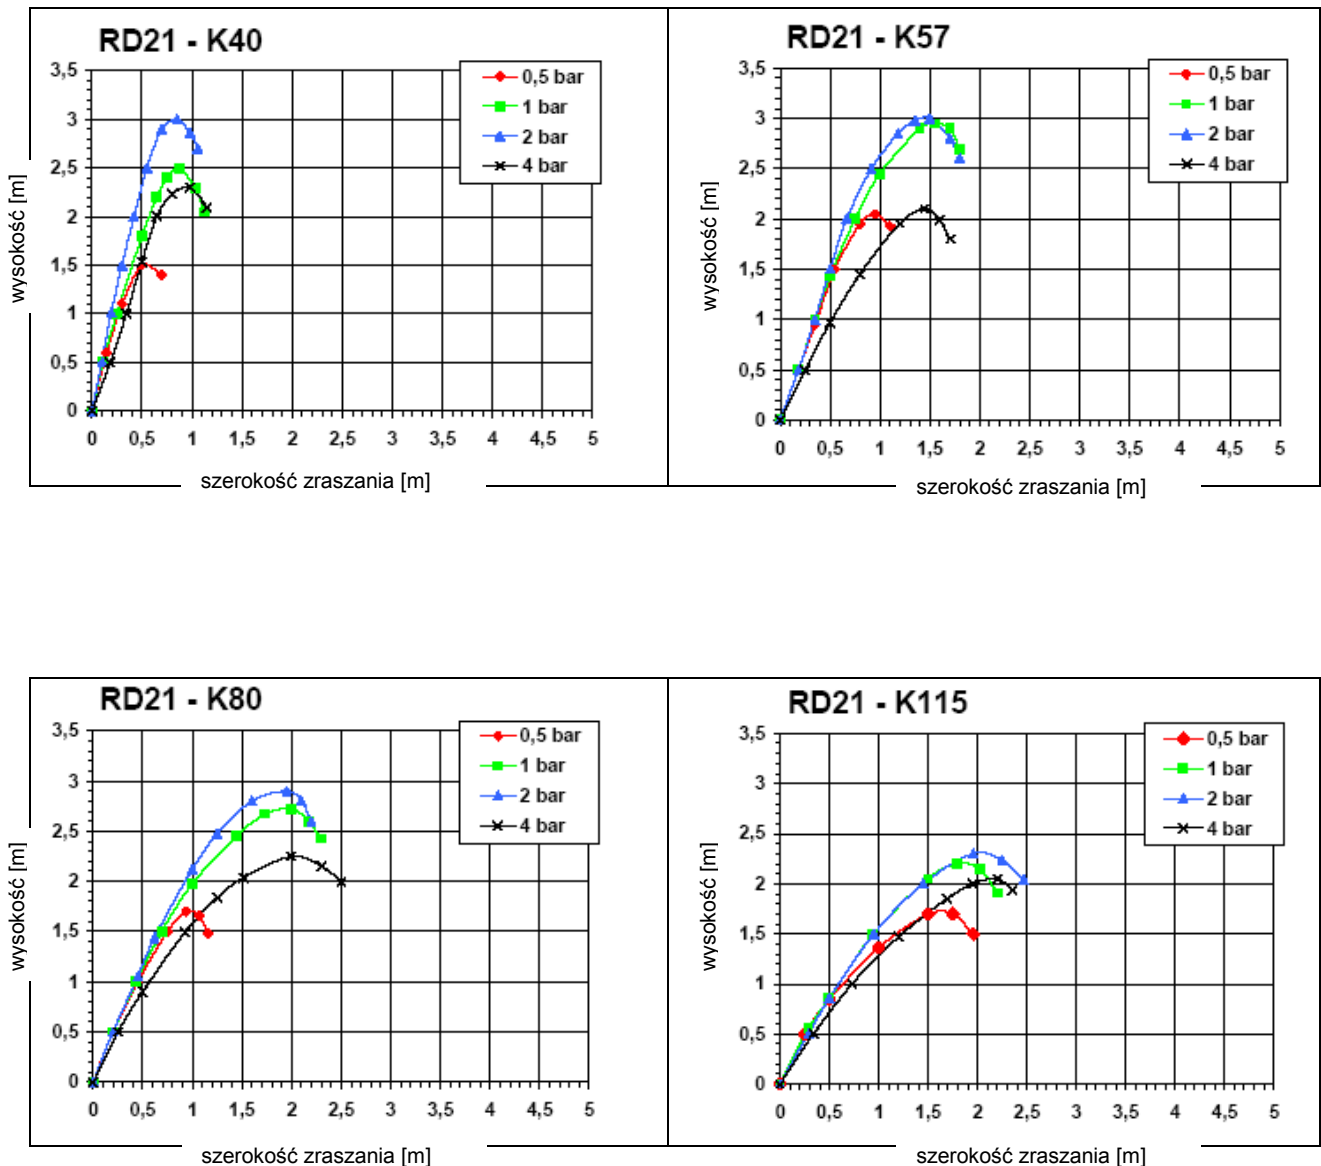 RD21 - K40
0,5 bar
1 bar
2 bar
4 bar
3,5
3
2,5
2
1,5
1
0,5
0
0 0,5 1 1,5 2 2,5 3 3,5 4 4,5 5
wysokość [m]
szerokość zraszania [m]
RD21 - K57
0,5 bar
1 bar
2 bar
4 bar
3,5
3
2,5
2
1,5
1
0,5
0
0 0,5 1 1,5 2 2,5 3 3,5 4 4,5 5
wysokość [m]
szerokość zraszania [m]
RD21 - K80
0,5 bar
1 bar
2 bar
4 bar
3,5
3
2,5
2
1,5
1
0,5
0
0 0,5 1 1,5 2 2,5 3 3,5 4 4,5 5
wysokość [m]
szerokość zraszania [m]
RD21 - K115
0,5 bar
1 bar
2 bar
4 bar
3,5
3
2,5
2
1,5
1
0,5
0
0 0,5 1 1,5 2 2,5 3 3,5 4 4,5 5
wysokość [m]
szerokość zraszania [m]